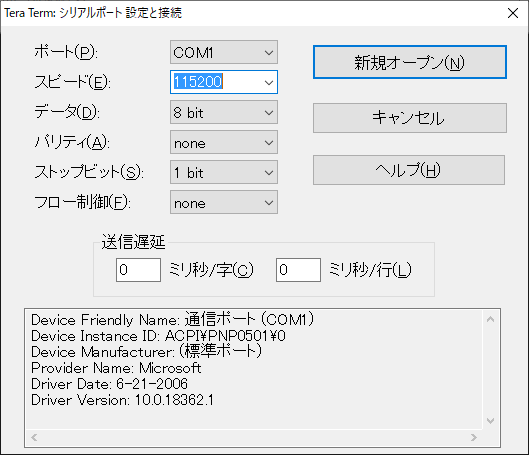 Tera Term: シリアルポート 設定と接続
ポート(P): COM1 新規オープン(N)
スピード(E): 115200
データ(D): 8 bit キャンセル
パリティ(A): none
ストップビット(S): 1 bit ヘルプ(H)
フロー制御(F): none
送信遅延
0 ミリ秒/字(C) 0 ミリ秒/行(L)
Device Friendly Name: 通信ポート (COM1)
Device Instance ID: ACPI¥PNP0501¥0
Device Manufacturer: (標準ポート)
Provider Name: Microsoft
Driver Date: 6-21-2006
Driver Version: 10.0.18362.1